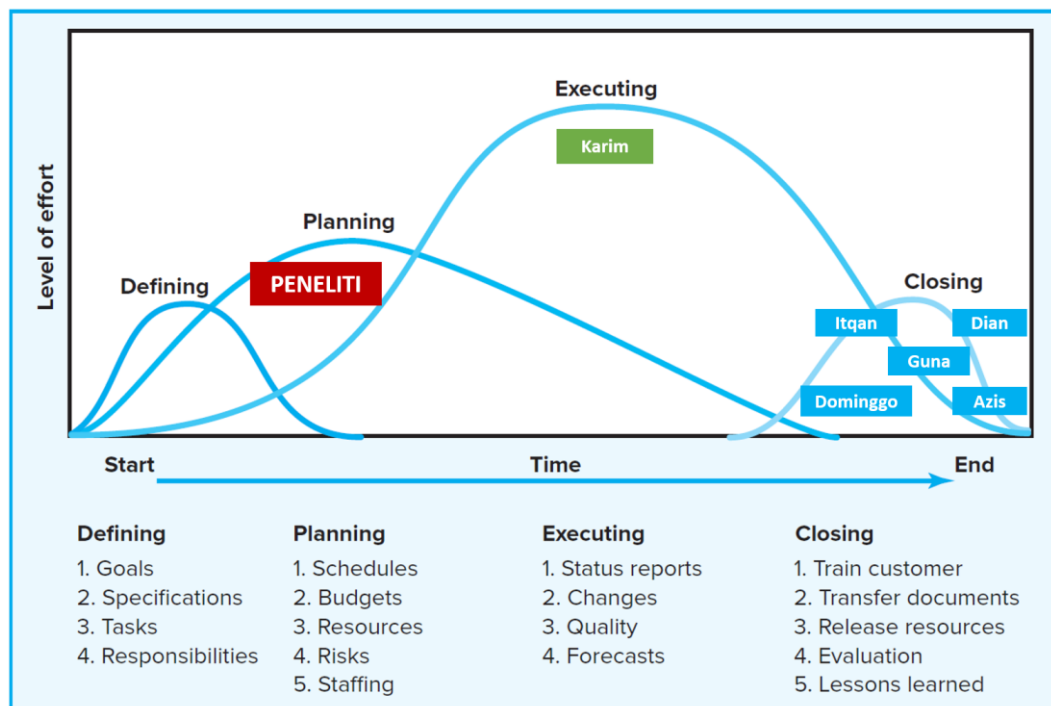 Level of effort
Executing
Karim
Planning
PENELITI
Defining
Closing
Itqan
Dian
Guna
Dominggo
Azis
Start
Time
End
Defining
1. Goals
2. Specifications
3. Tasks
4. Responsibilities
Planning
1. Schedules
2. Budgets
3. Resources
4. Risks
5. Staffing
Executing
1. Status reports
2. Changes
3. Quality
4. Forecasts
Closing
1. Train customer
2. Transfer documents
3. Release resources
4. Evaluation
5. Lessons learned